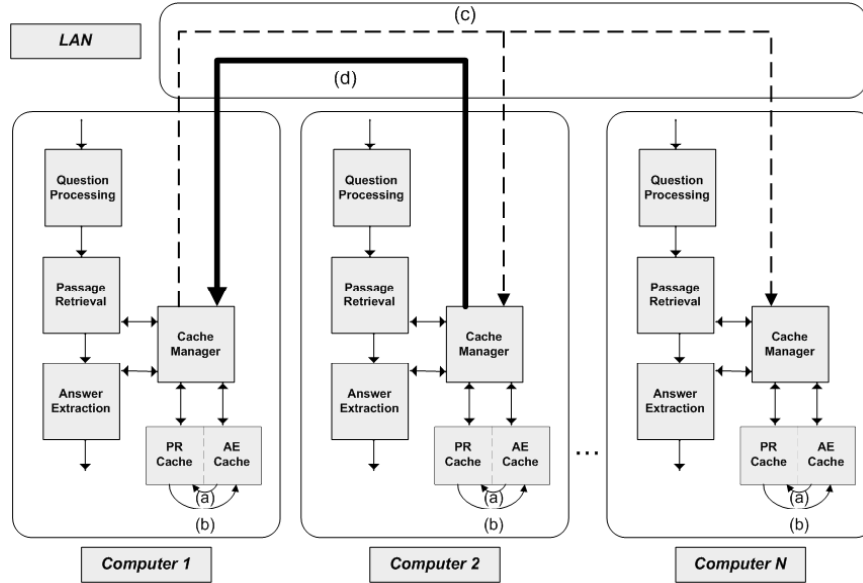 (c)
LAN
(d)
Question
Processing
Passage
Retrieval
Cache
Manager
Answer
Extraction
PR
Cache
AE
Cache
(a)
(b)
Computer 1
Question
Processing
Passage
Retrieval
Cache
Manager
Answer
Extraction
PR
Cache
AE
Cache
(a)
(b)
Computer 2
...
Question
Processing
Passage
Retrieval
Cache
Manager
Answer
Extraction
PR
Cache
AE
Cache
(a)
(b)
Computer N